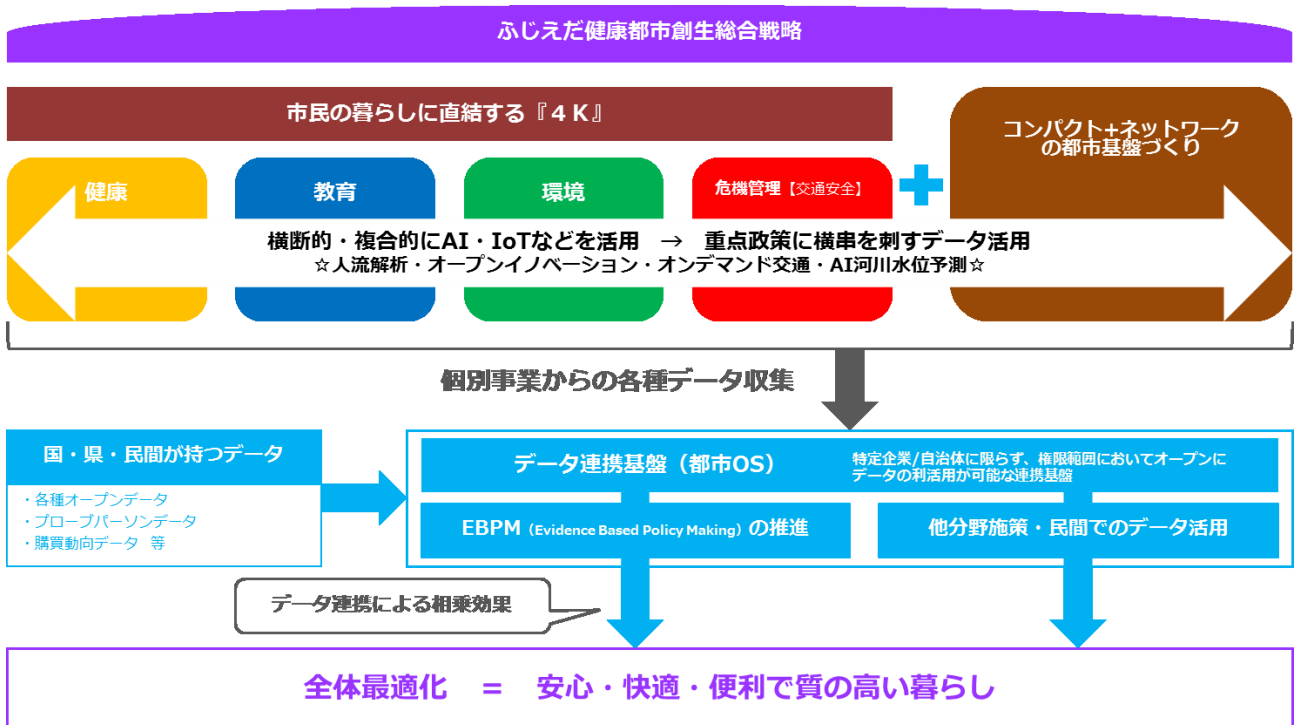 ふじえだ健康都市創生総合戦略
市民の暮らしに直結する『４Ｋ』
コンパクト+ネットワーク
の都市基盤づくり
健康
教育
環境
危機管理【交通安全】
横断的・複合的にAI・IoTなどを活用　→　重点政策に横串を刺すデータ活用
☆人流解析・オープンイノベーション・オンデマンド交通・AI河川水位予測☆
個別事業からの各種データ収集
国・県・民間が持つデータ
・各種オープンデータ
・プローブパーソンデータ
・購買動向データ　等
データ連携基盤（都市OS）
特定企業/自治体に限らず、権限範囲においてオープンに
データの利活用が可能な連携基盤
EBPM（Evidence Based Policy Making）の推進
他分野施策・民間でのデータ活用
データ連携による相乗効果
全体最適化　＝　安心・快適・便利で質の高い暮らし